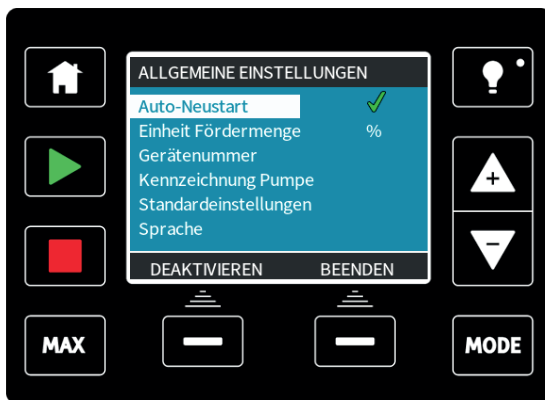 ALLGEMEINE EINSTELLUNGEN
Auto-Neustart
Einheit Fördermenge %
Gerätenummer
Kennzeichnung Pumpe
Standardeinstellungen
Sprache
DEAKTIVIEREN BEENDEN
+
-
MAX
MODE